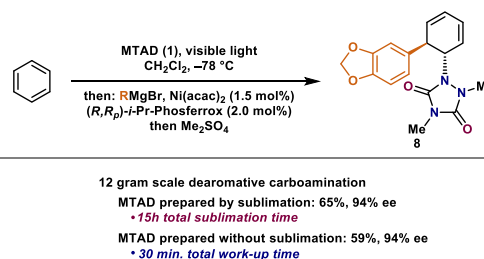 MTAD (1), visible light
CH₂Cl₂, –78 °C
then: RMgBr, Ni(acac)₂ (1.5 mol%)
(R,Rₚ)-i-Pr-Phosferrox (2.0 mol%)
then Me₂SO₄
O
O
N
O
N
N
Me
O
8
12 gram scale dearomative carboamination
MTAD prepared by sublimation: 65%, 94% ee
•15h total sublimation time
MTAD prepared without sublimation: 59%, 94% ee
• 30 min. total work-up time